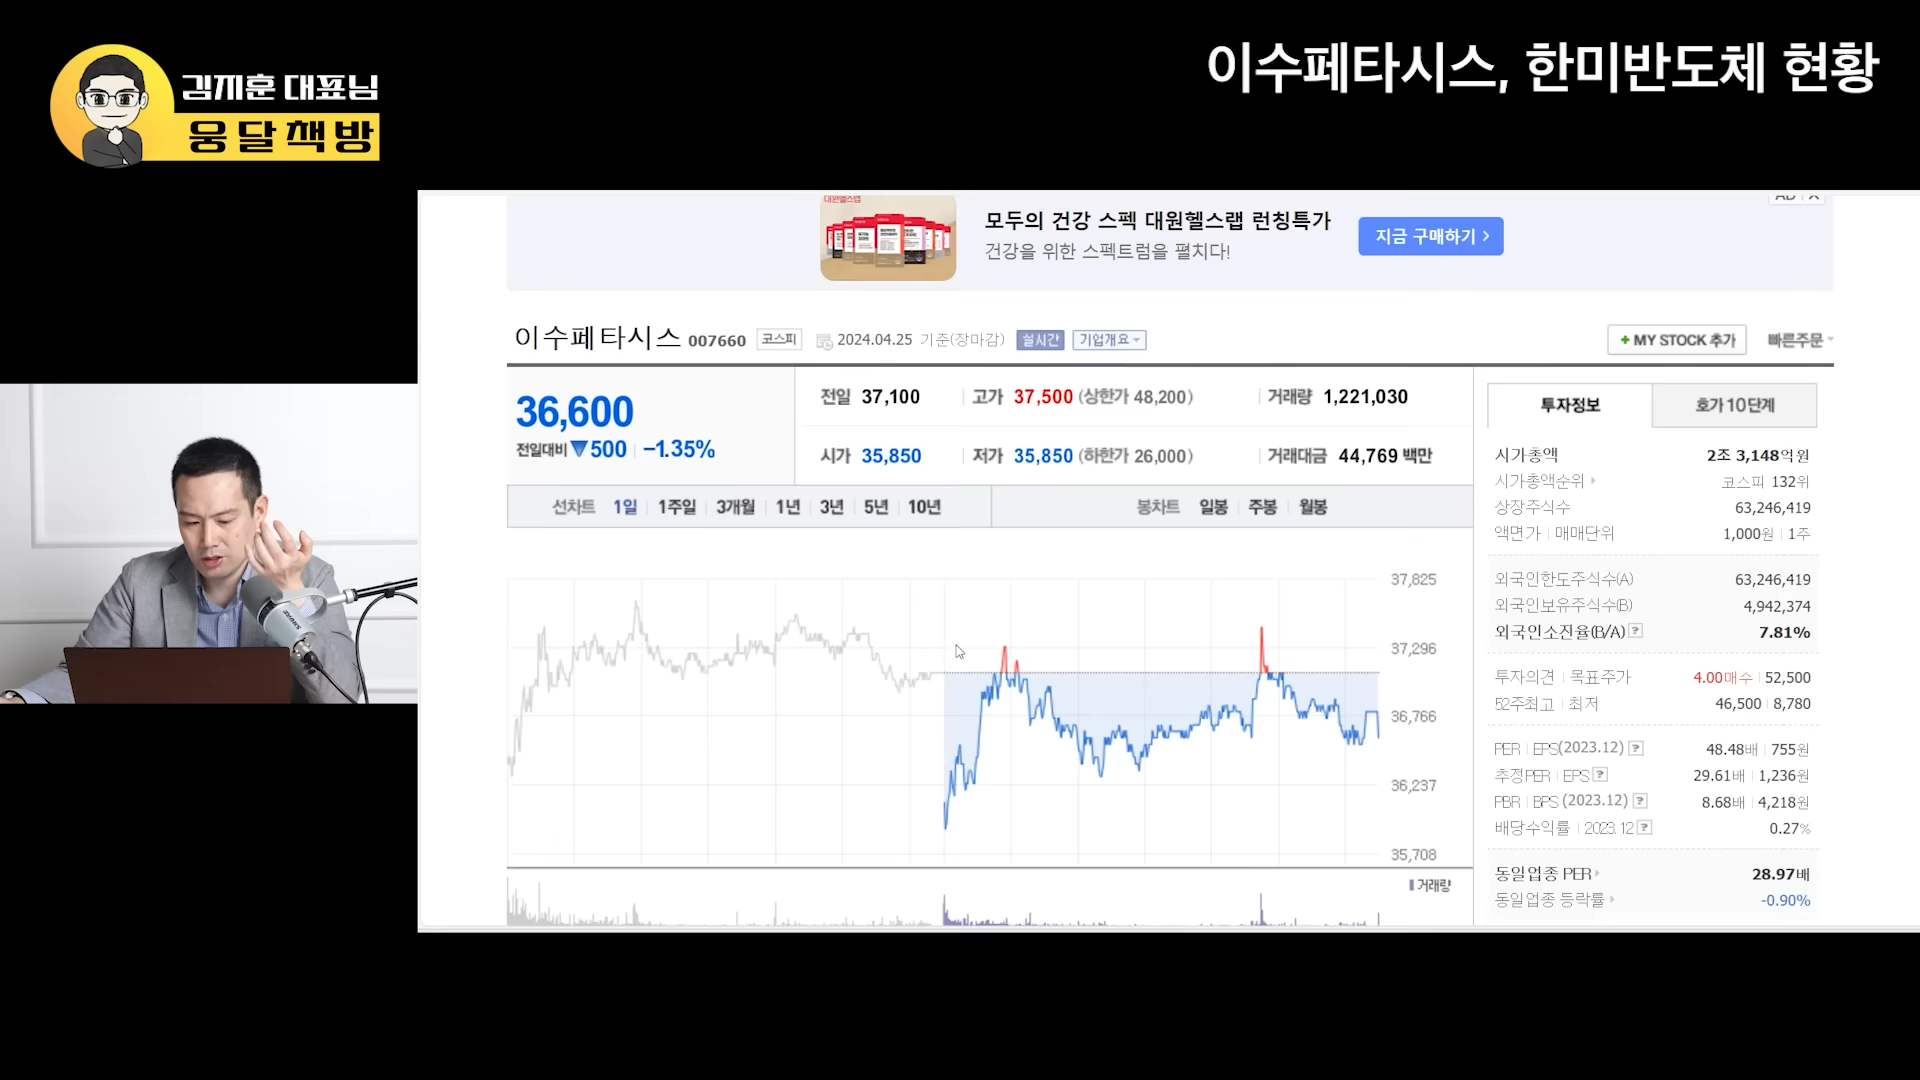 이수페타시스, 한미반도체 현황
김지훈 대표님
웅달책방
대원헬스랩
모두의 건강 스펙 대원헬스랩 런칭특가
건강을 위한 스펙트럼을 펼치다!
지금 구매하기 >
AD X
이수페타시스 007660 코스피 2024.04.25 기준(장마감) 실시간 기업개요
+ MY STOCK 추가 빠른주문
36,600
전일대비 ▼500 -1.35%
전일 37,100 고가 37,500 (상한가 48,200) 거래량 1,221,030
시가 35,850 저가 35,850 (하한가 26,000) 거래대금 44,769 백만
선차트 1일 1주일 3개월 1년 3년 5년 10년 봉차트 일봉 주봉 월봉
37,825
37,296
36,766
36,237
35,708
거래량
투자정보 호가 10단계
시가총액 2조 3,148억원
시가총액순위 코스피 132위
상장주식수 63,246,419
액면가 매매단위 1,000원 1주
외국인한도주식수(A) 63,246,419
외국인보유주식수(B) 4,942,374
외국인소진율(B/A) ? 7.81%
투자의견 목표주가 4.00매수 52,500
52주최고 최저 46,500 8,780
PER EPS(2023.12) ? 48.48배 755원
추정PER EPS ? 29.61배 1,236원
PBR BPS (2023.12) ? 8.68배 4,218원
배당수익률 2023.12 ? 0.27%
동일업종 PER 28.97배
동일업종 등락률 -0.90%
SHURE